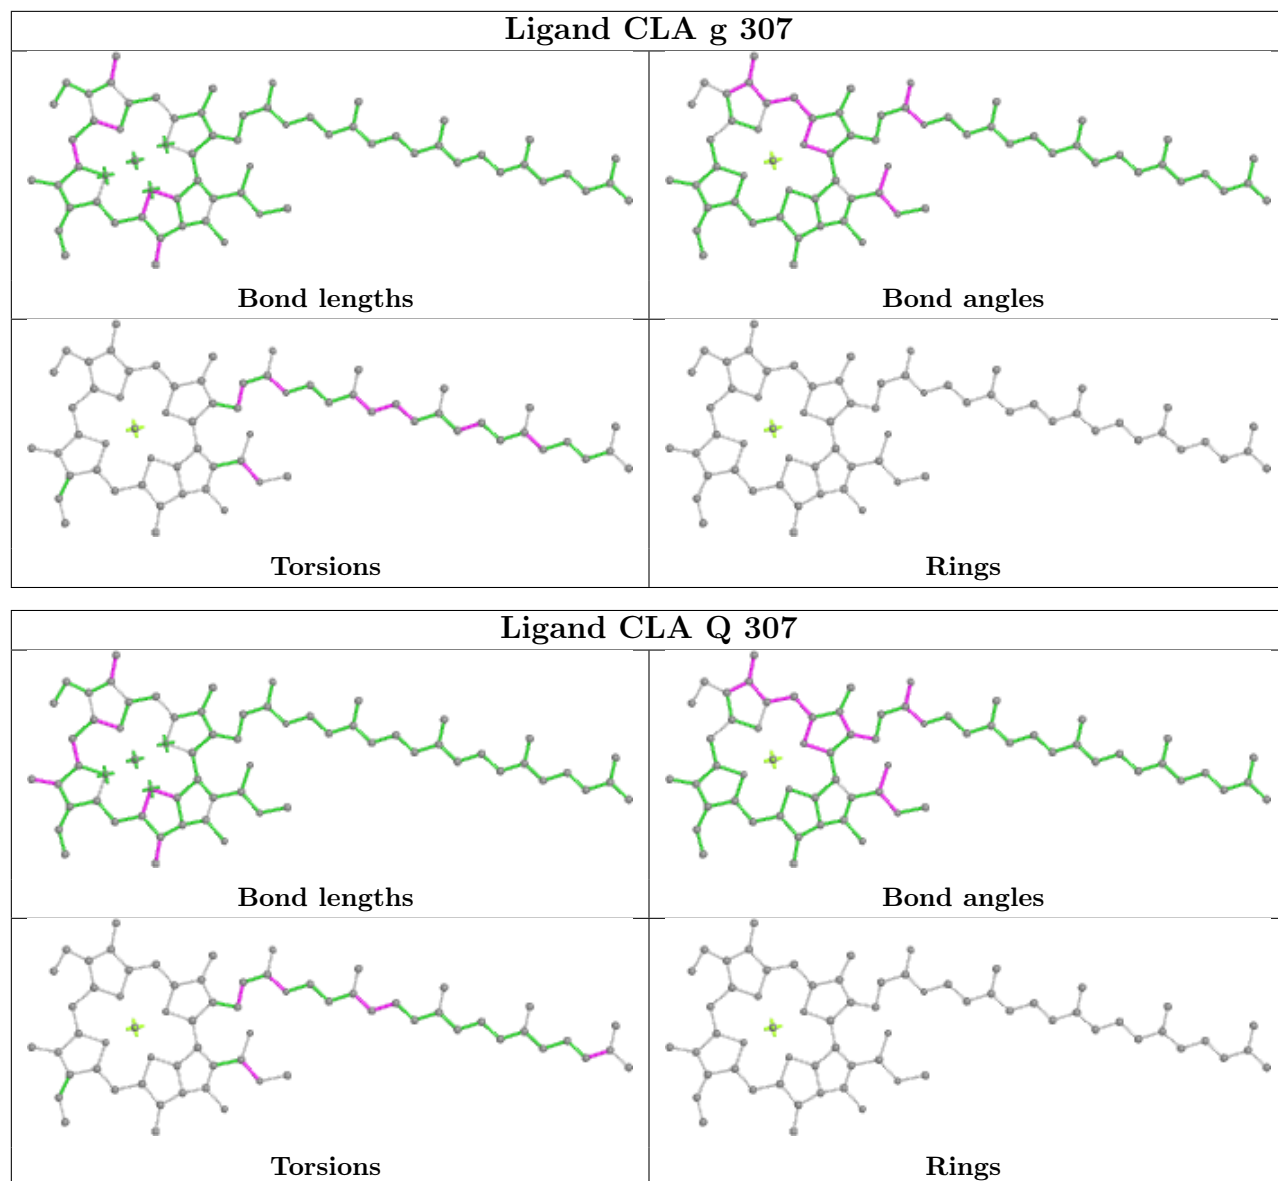 Ligand CLA g 307
Bond lengths
Bond angles
Torsions
Rings
Ligand CLA Q 307
Bond lengths
Bond angles
Torsions
Rings